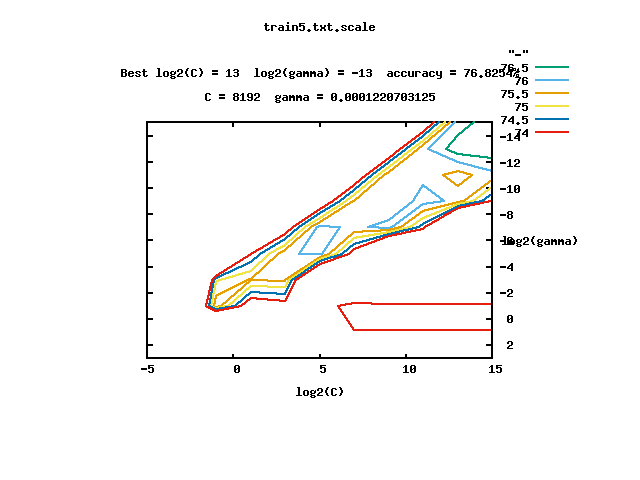 train5.txt.scale
"-"
Best log2(C) = 13 log2(gamma) = -13 accuracy = 76.8254%
76.5
76
C = 8192 gamma = 0.0001220703125
75.5
75
74.5
74
-14
-12
-10
-8
-6
log2(gamma)
-4
-2
0
2
-5 0 5 10 15
log2(C)